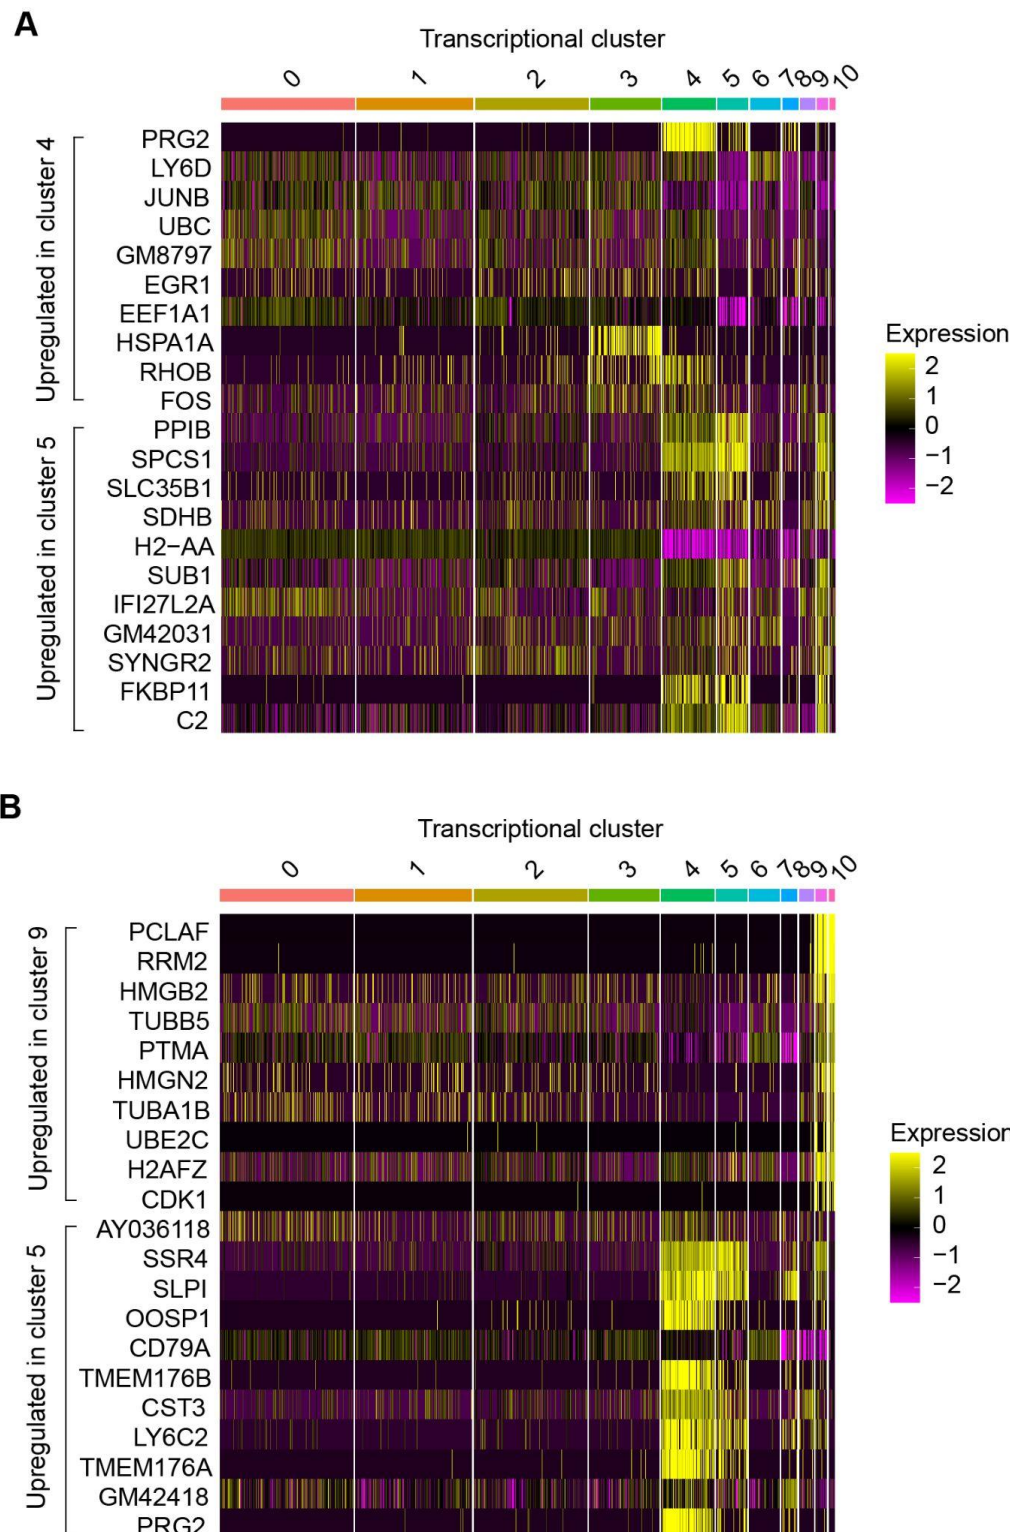 A
Transcriptional cluster
0 1 2 3 4 5 6 7 8 9 10
Upregulated in cluster 4
PRG2
LY6D
JUNB
UBC
GM8797
EGR1
EEF1A1
HSPA1A
RHOB
FOS
Upregulated in cluster 5
PPIB
SPCS1
SLC35B1
SDHB
H2−AA
SUB1
IFI27L2A
GM42031
SYNGR2
FKBP11
C2
Expression
2
1
0
−1
−2
B
Transcriptional cluster
0 1 2 3 4 5 6 7 8 9 10
Upregulated in cluster 9
PCLAF
RRM2
HMGB2
TUBB5
PTMA
HMGN2
TUBA1B
UBE2C
H2AFZ
CDK1
Upregulated in cluster 5
AY036118
SSR4
SLPI
OOSP1
CD79A
TMEM176B
CST3
LY6C2
TMEM176A
GM42418
PRG2
Expression
2
1
0
−1
−2